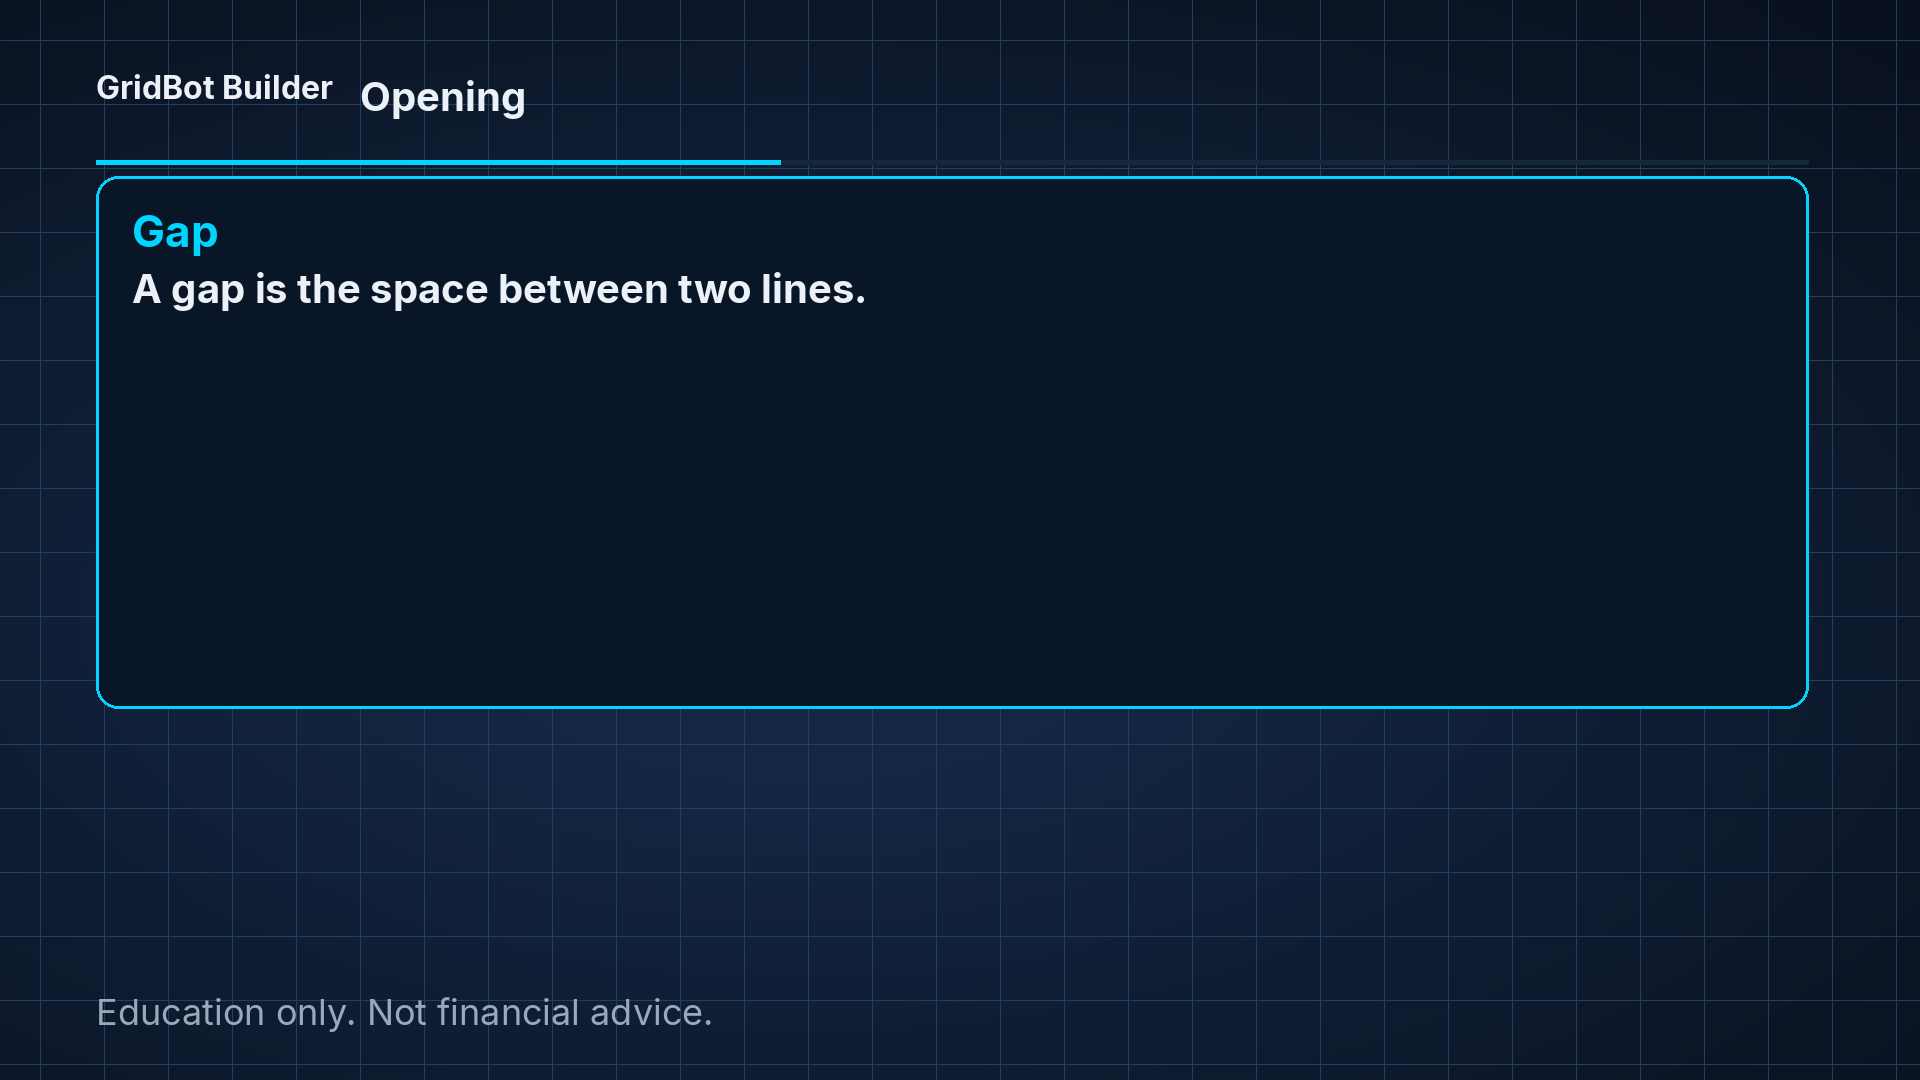 GridBot Builder
Opening
Gap
A gap is the space between two lines.
Education only. Not financial advice.